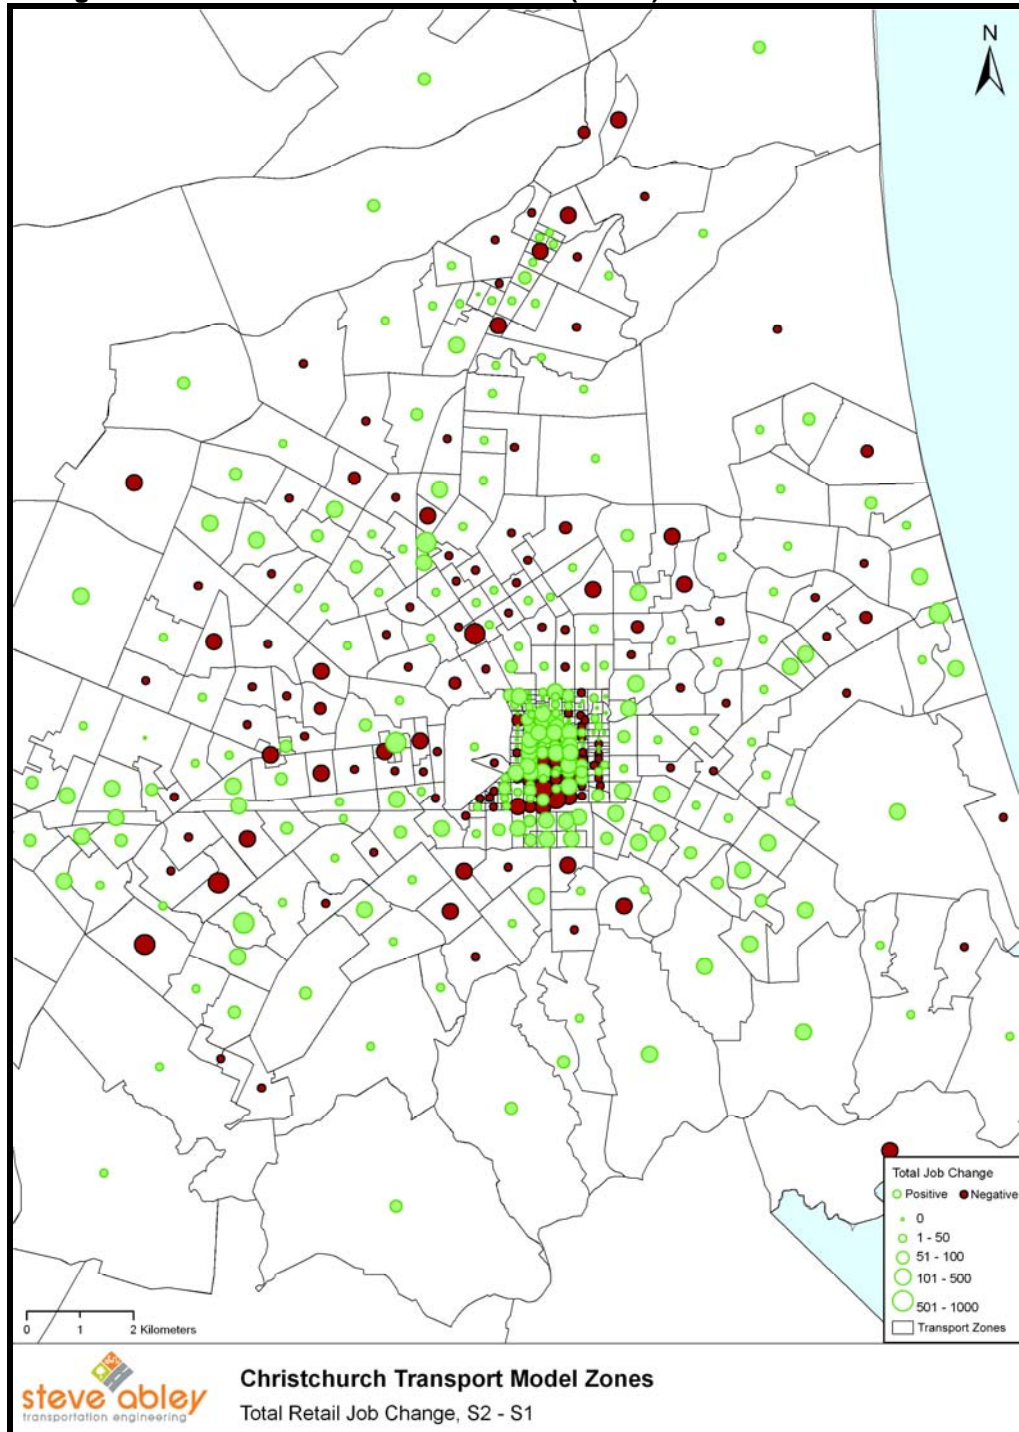 N
Total Job Change
Positive Negative
0
1 - 50
51 - 100
101 - 500
501 - 1000
Transport Zones
0 1 2 Kilometers
steve abley
transportation engineering
Christchurch Transport Model Zones
Total Retail Job Change, S2 - S1